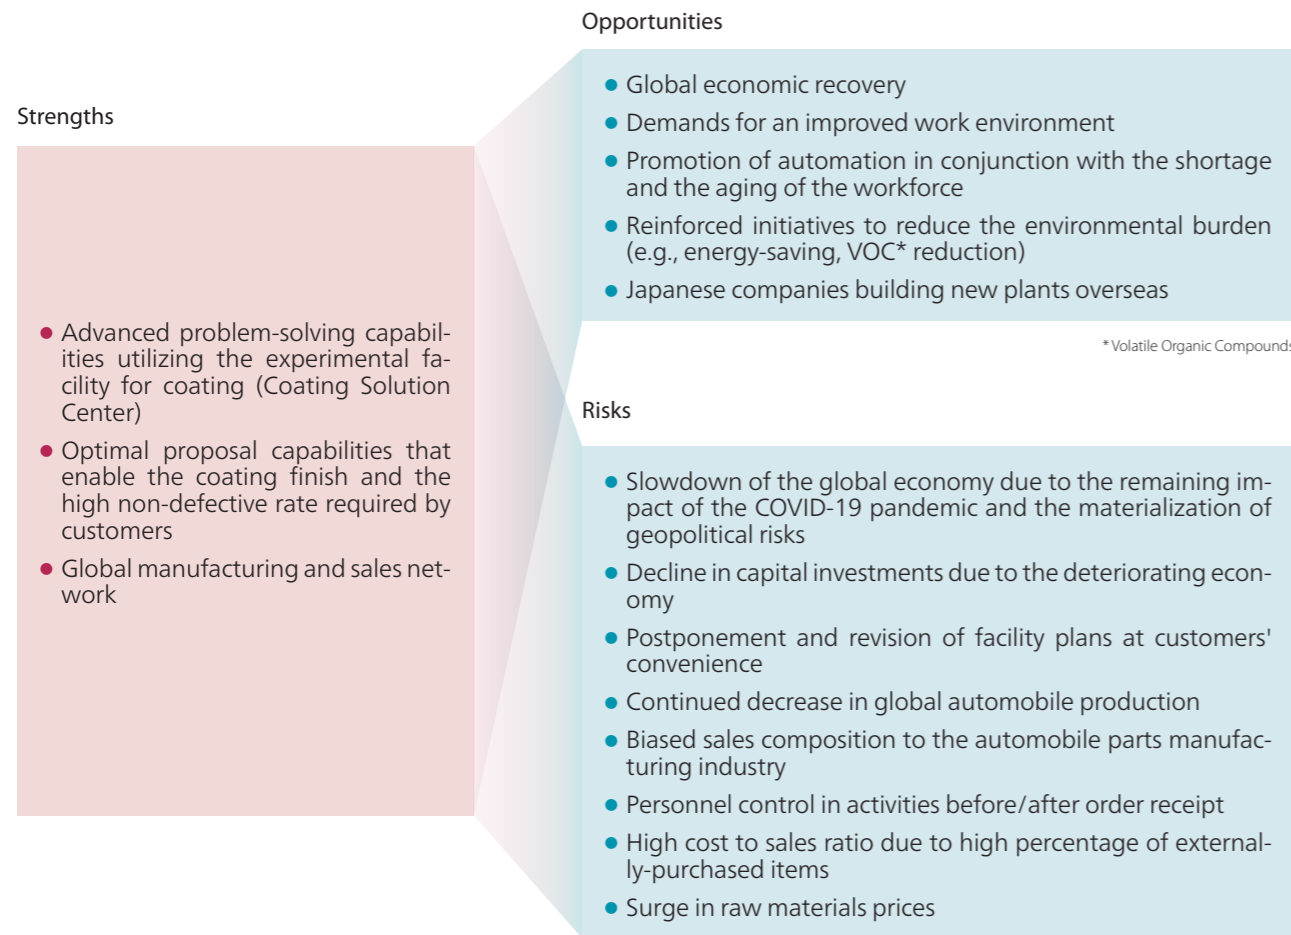 Strengths
● Advanced problem-solving capabil-
ities utilizing the experimental fa-
cility for coating (Coating Solution
Center)
● Optimal proposal capabilities that
enable the coating finish and the
high non-defective rate required by
customers
● Global manufacturing and sales net-
work
Opportunities
● Global economic recovery
● Demands for an improved work environment
● Promotion of automation in conjunction with the shortage
and the aging of the workforce
● Reinforced initiatives to reduce the environmental burden
(e.g., energy-saving, VOC* reduction)
● Japanese companies building new plants overseas
* Volatile Organic Compounds
Risks
● Slowdown of the global economy due to the remaining im-
pact of the COVID-19 pandemic and the materialization of
geopolitical risks
● Decline in capital investments due to the deteriorating econ-
omy
● Postponement and revision of facility plans at customers'
convenience
● Continued decrease in global automobile production
● Biased sales composition to the automobile parts manufac-
turing industry
● Personnel control in activities before/after order receipt
● High cost to sales ratio due to high percentage of external-
ly-purchased items
● Surge in raw materials prices